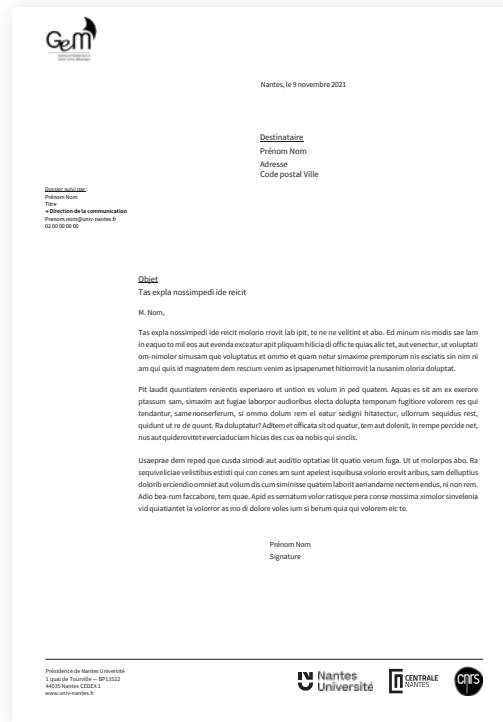 GeM
Nantes, le 9 novembre 2021
Destinataire
Prénom Nom
Adresse
Code postal Ville
Dossier suivi par :
Prénom Nom
Titre
→ Direction de la communication
Prenom.nom@univ-nantes.fr
02 00 00 00 00
Objet
Tas expla nossimpedi ide reicit
M. Nom,
Tas expla nossimpedi ide reicit molorio rrovit lab ipit, te ne ne velitint et abo. Ed minum nis modis sae lam
in eaquo to mil eos aut evenda exceatur apit pliquam hilicia di offic te quias alic tet, aut venectur, ut voluptati
om-nimolor simusam que voluptatus et ommo et quam netur simaxime premporum nis esciatis sin nim ni
am qui quis id magnatem dem rescium venim as ipsaperumet hitiorrovit la nusanim oloria doluptat.
Pit laudit quuntiatem renientis experiaero et untion es volum in ped quatem. Aquas es sit am ex exerore
ptassum sam, simaxim aut fugiae laborpor audioribus electa dolupta temporum fugitiore volorem res qui
tendantur, samenonserferum, si ommo dolum rem el eatur sedigni hitatectur, ullorrum sequidus rest,
quidunt ut re de quunt. Ra doluptatur? Aditem et officata sit od quatur, tem aut dolenit, in rempe percide net,
nus aut quiderovitet everciaduciam hicias des cus ea nobis qui sinciis.
Usaeprae dem reped que cusda simodi aut auditio optatiae lit quatio verum fuga. Ut ut molorpos abo. Ra
sequiveliciae velistibus estisti qui con cones am sunt apelest isquibusa volorio erovit aribus, sam delluptius
dolorib erciendio omniet aut volum dis cum siminisse quatem laborit aeriandame nectem endus, ni non rem.
Adio bea-rum faccabore, tem quae. Apid es sernatum volor ratisque pera conse mossima ximolor sinvelenia
vid quiatiantet la volorror as mo di dolore voles ium si berum quia qui volorem eic te.
Prénom Nom
Signature
Présidence de Nantes Université
1 quai de Tourville — BP13522
44035 Nantes CEDEX 1
www.univ-nantes.fr
Nantes
Université
CENTRALE
NANTES
cnrs